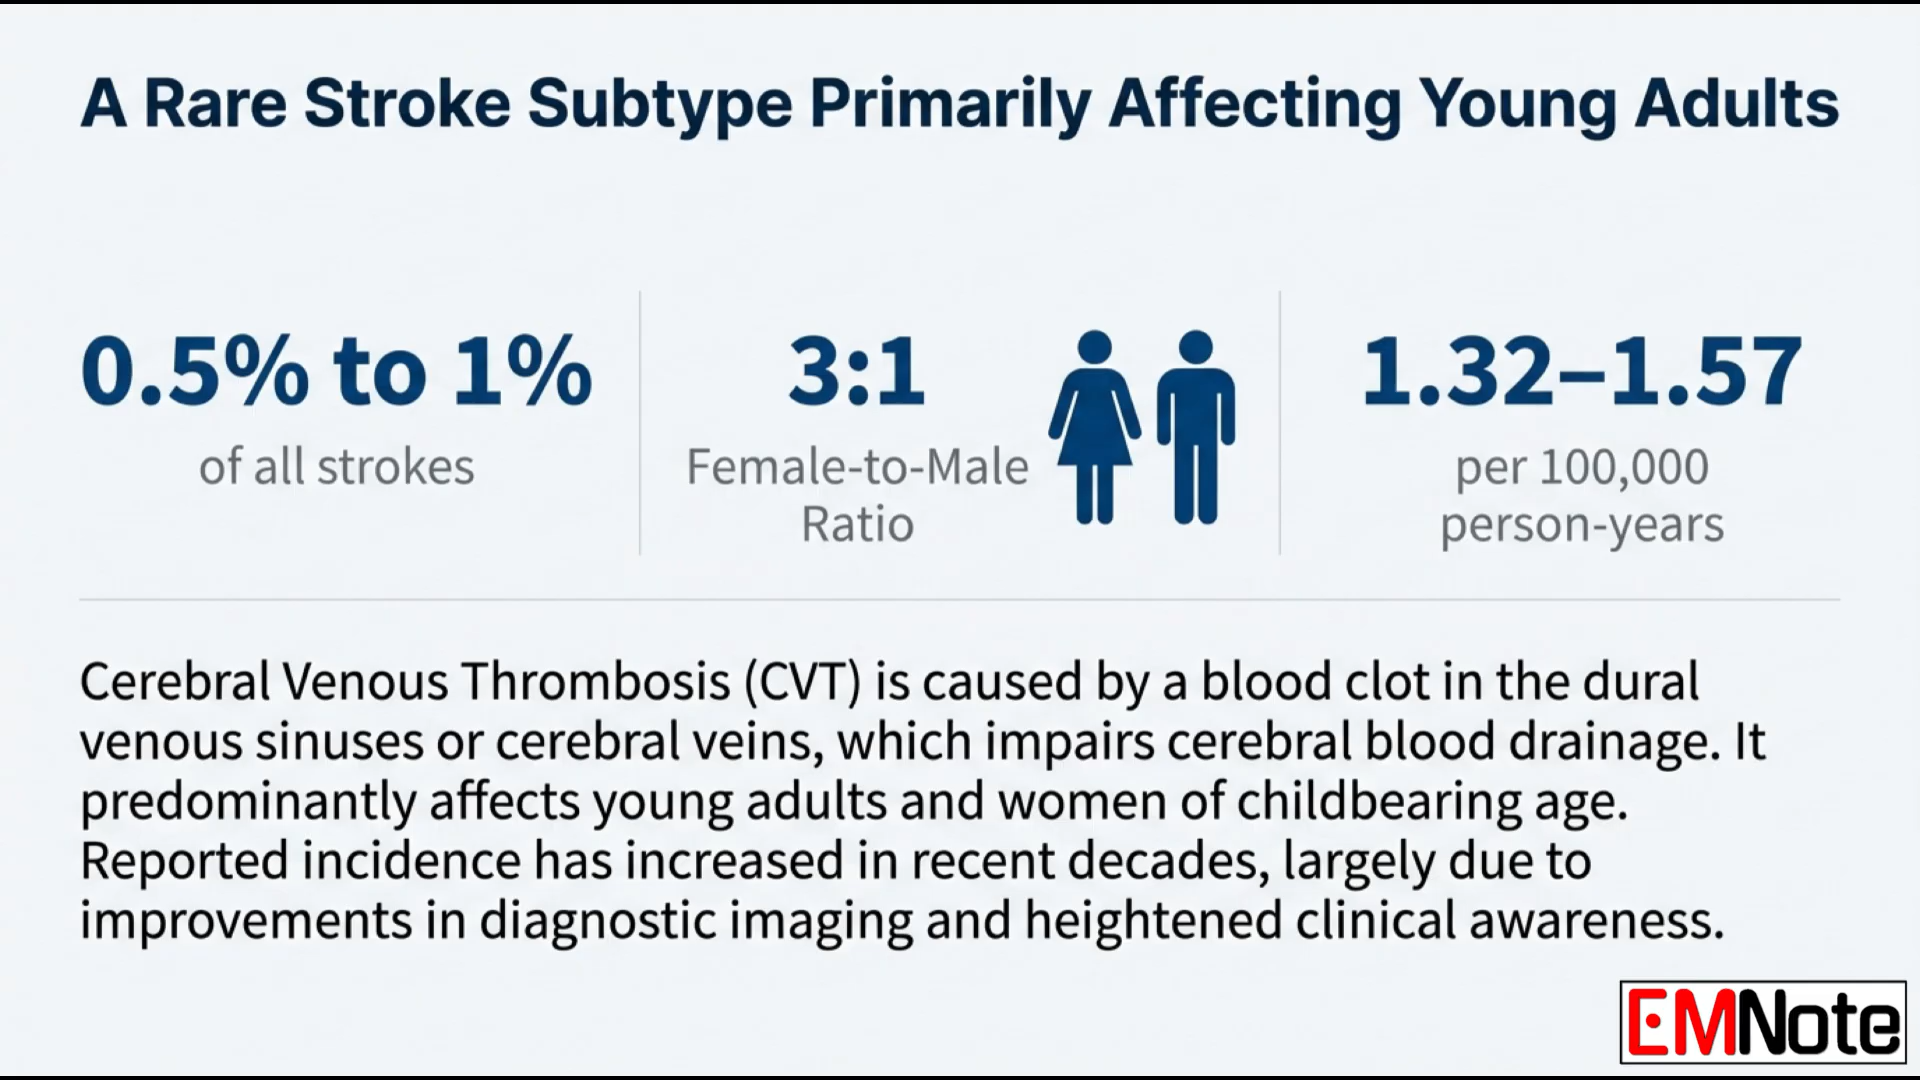 A Rare Stroke Subtype Primarily Affecting Young Adults
0.5% to 1%
of all strokes
3:1
Female-to-Male
Ratio
1.32–1.57
per 100,000
person-years
Cerebral Venous Thrombosis (CVT) is caused by a blood clot in the dural
venous sinuses or cerebral veins, which impairs cerebral blood drainage. It
predominantly affects young adults and women of childbearing age.
Reported incidence has increased in recent decades, largely due to
improvements in diagnostic imaging and heightened clinical awareness.
EMNote